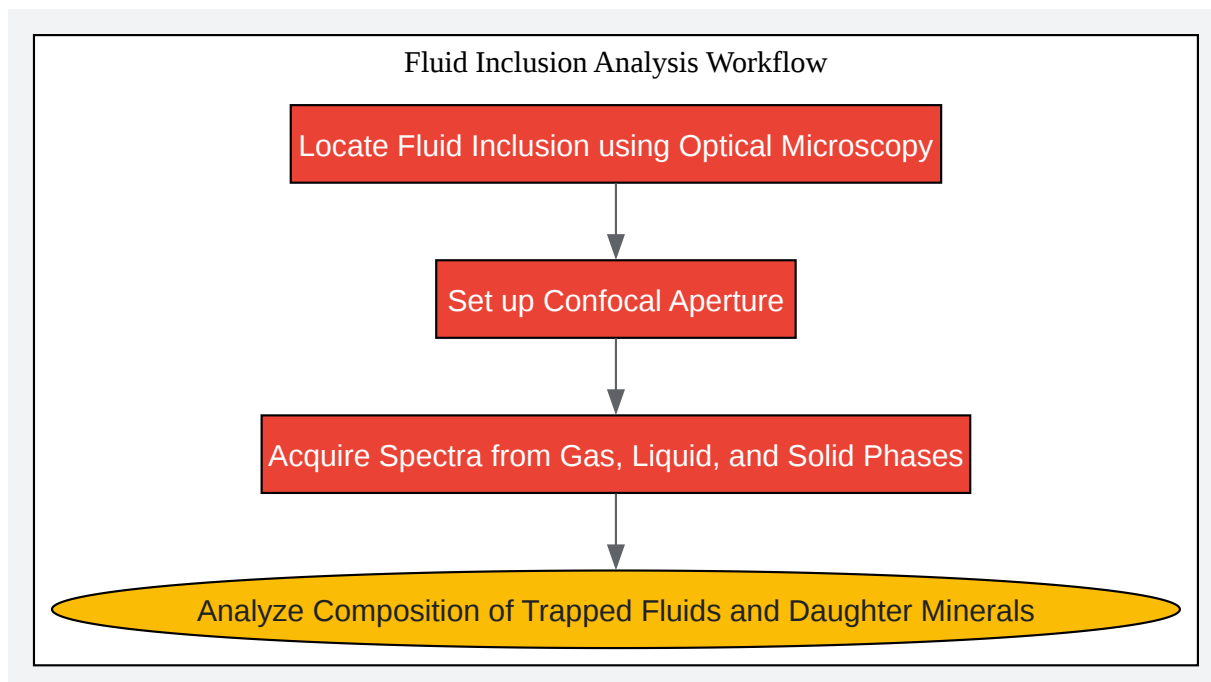 Fluid Inclusion Analysis Workflow
Locate Fluid Inclusion using Optical Microscopy
Set up Confocal Aperture
Acquire Spectra from Gas, Liquid, and Solid Phases
Analyze Composition of Trapped Fluids and Daughter Minerals